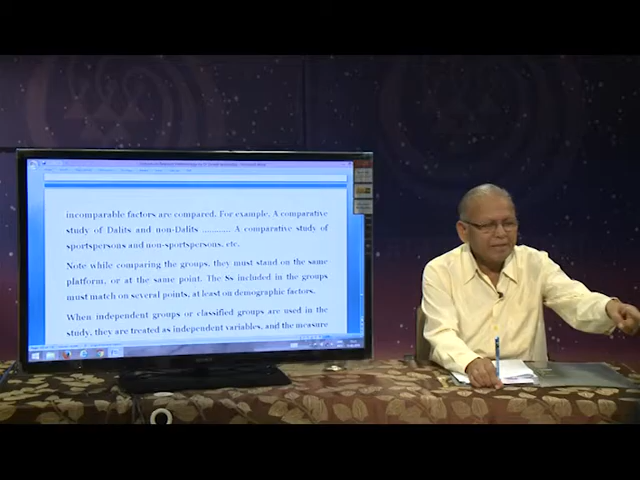 incomparable factors are compared. For example, A comparative
study of Dalits and non-Dalits ............ A comparative study of
sportspersons and non-sportspersons, etc.
Note while comparing the groups, they must stand on the same
platform, or at the same point. The Ss included in the groups
must match on several points, at least on demographic factors.
When independent groups or classified groups are used in the
study, they are treated as independent variables, and the measure